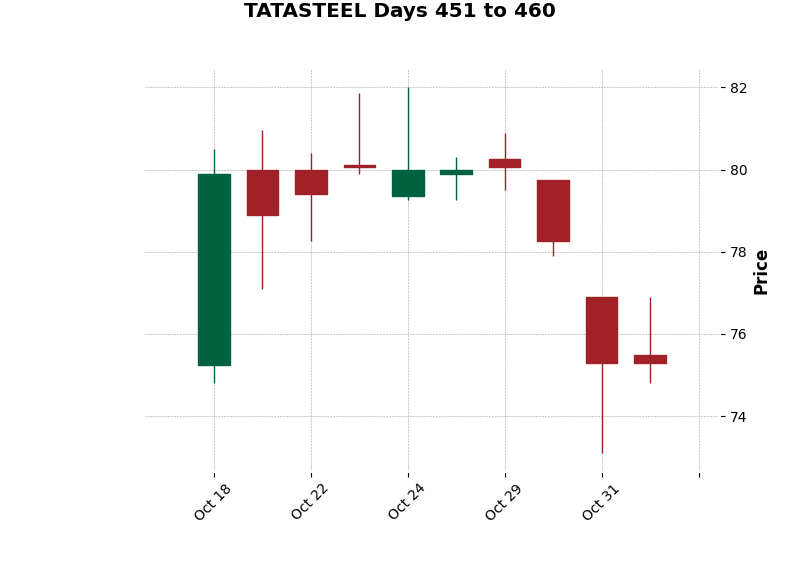 TATASTEEL Days 451 to 460
82
80
78
76
74
Price
Oct 18
Oct 22
Oct 24
Oct 29
Oct 31